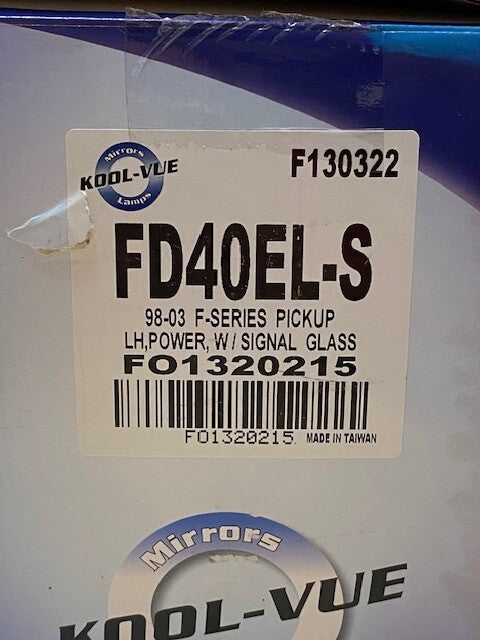 Mirrors
KOOL-VUE
Lamps
F130322
FD40EL-S
98-03 F-SERIES PICKUP
LH,POWER, W/ SIGNAL GLASS
FO1320215
FO1320215
MADE IN TAIWAN
Mirrors
KOOL-VUE